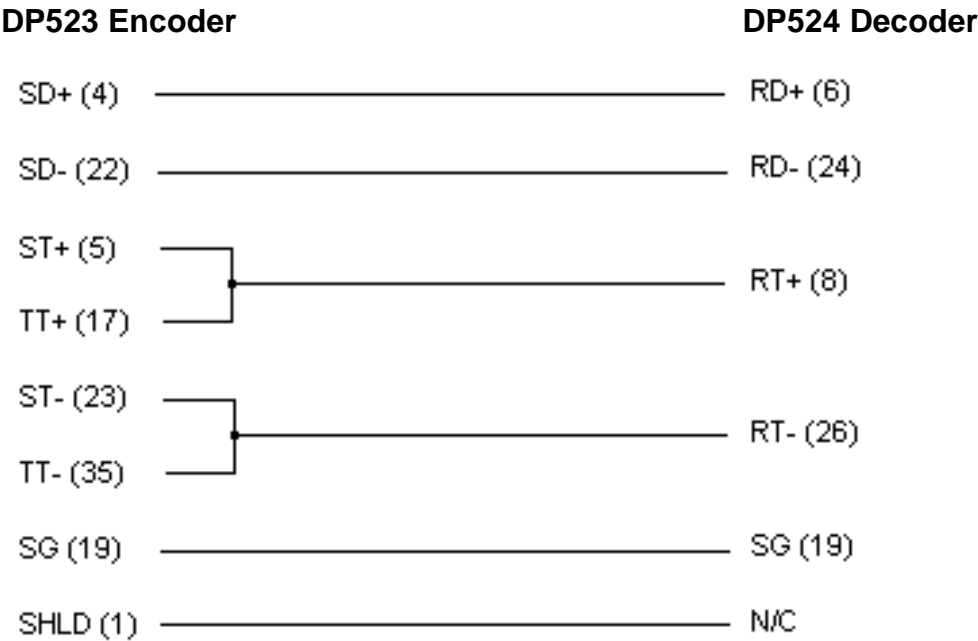 DP523 Encoder DP524 Decoder
SD+ (4) RD+ (6)
SD- (22) RD- (24)
ST+ (5)
RT+ (8)
TT+ (17)
ST- (23)
RT- (26)
TT- (35)
SG (19) SG (19)
SHLD (1) N/C